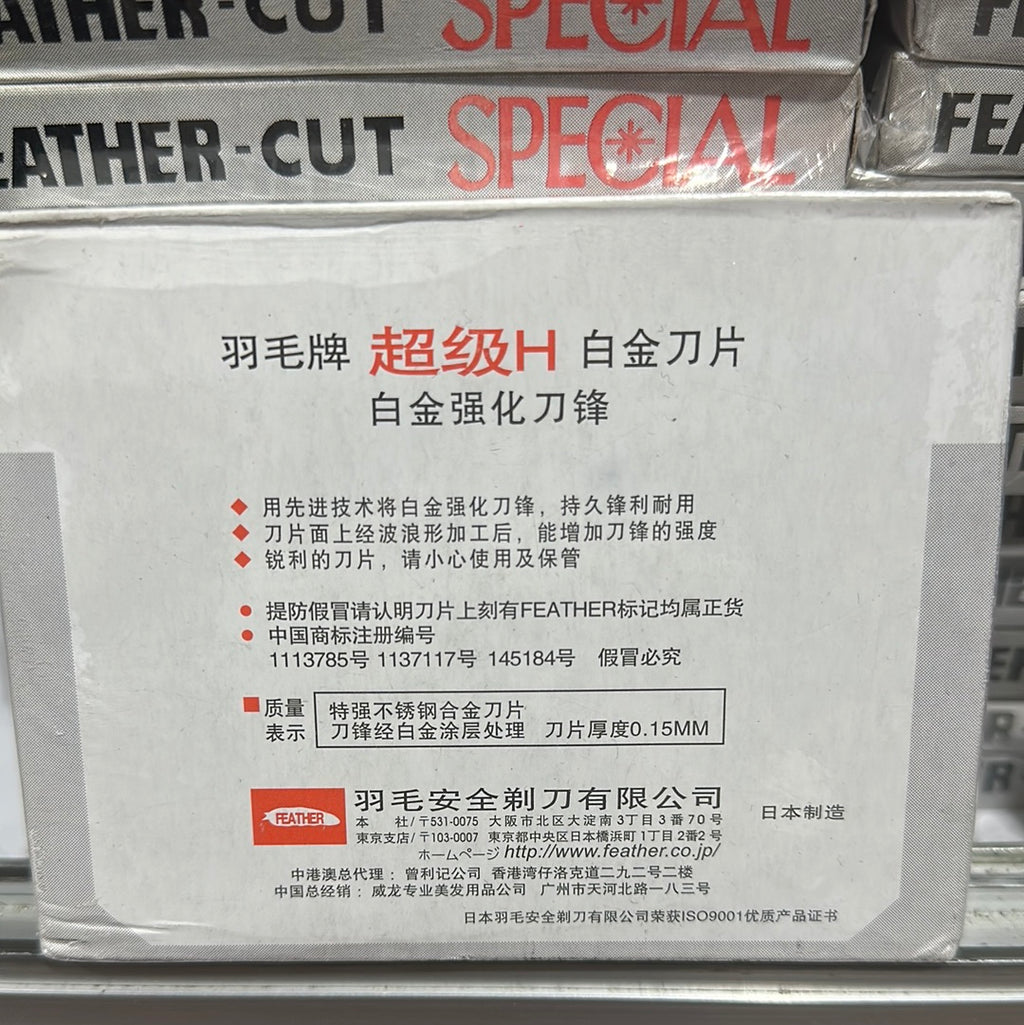 FEATHER-CUT SPECIAL
FEATHER-CUT SPECIAL
羽毛牌 超级H 白金刀片
白金强化刀锋
◆ 用先进技术将白金强化刀锋，持久锋利耐用
◆ 刀片面上经波浪形加工后，能增加刀锋的强度
◆ 锐利的刀片，请小心使用及保管
● 提防假冒请认明刀片上刻有FEATHER标记均属正货
● 中国商标注册编号
1113785号 1137117号 145184号 假冒必究
■ 质量表示
特强不锈钢合金刀片
刀锋经白金涂层处理 刀片厚度0.15MM
FEATHER
羽毛安全剃刀有限公司
本 社/〒531-0075 大阪市北区大淀南3丁目3番70号
日本制造
東京支店/〒103-0007 東京都中央区日本橋浜町1丁目2番2号
ホームページ http://www.feather.co.jp/
中港澳总代理：曾利记公司 香港湾仔洛克道二九二号二楼
中国总经销：威龙专业美发用品公司 广州市天河北路一八三号
日本羽毛安全剃刀有限公司荣获ISO9001优质产品证书